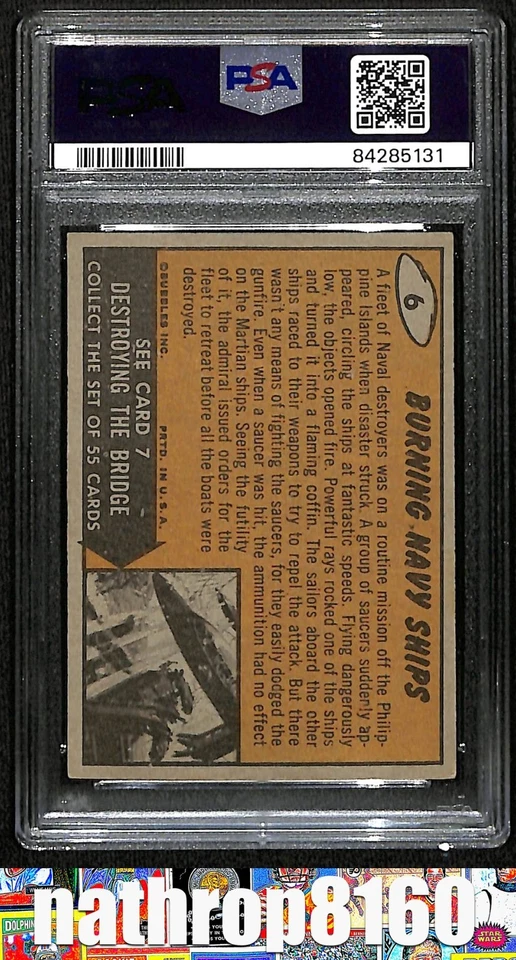 PSA
PSA
84285131
6
BURNING NAVY SHIPS
A fleet of Naval destroyers was on a routine mission off the Philip-
pine Islands when disaster struck. A group of saucers suddenly ap-
peared, circling the ships at fantastic speeds. Flying dangerously
low, the objects opened fire. Powerful rays rocked one of the ships
and turned it into a flaming coffin. The sailors aboard the other
ships raced to their weapons to try to repel the attack. But there
wasn't any means of fighting the saucers, for they easily dodged the
gunfire. Even when a saucer was hit, the ammunition had no effect
on the Martian ships. Seeing the futility
of it, the admiral issued orders for the
fleet to retreat before all the boats were
destroyed.
©BUBBLES INC. PRTD. IN U.S.A.
SEE CARD 7 –
DESTROYING THE BRIDGE
COLLECT THE SET OF 55 CARDS
nathrop8160
DOLPHIN
STAR
WARS